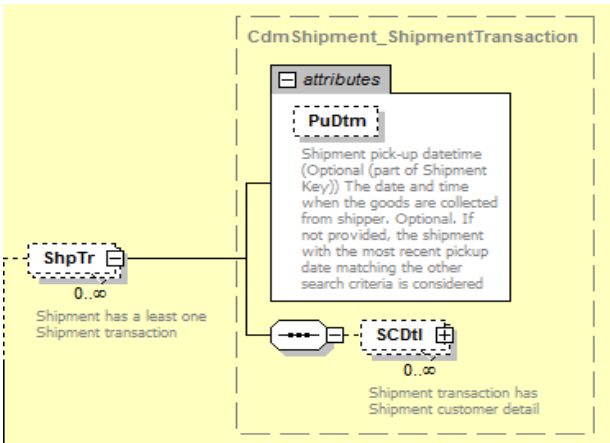 CdmShipment_ShipmentTransaction
attributes
PuDtm
Shipment pick-up datetime
(Optional (part of Shipment
Key)) The date and time
when the goods are collected
from shipper. Optional. If
not provided, the shipment
with the most recent pickup
date matching the other
search criteria is considered
ShpTr
0..∞
Shipment has a least one
Shipment transaction
SCDtl
0..∞
Shipment transaction has
Shipment customer detail